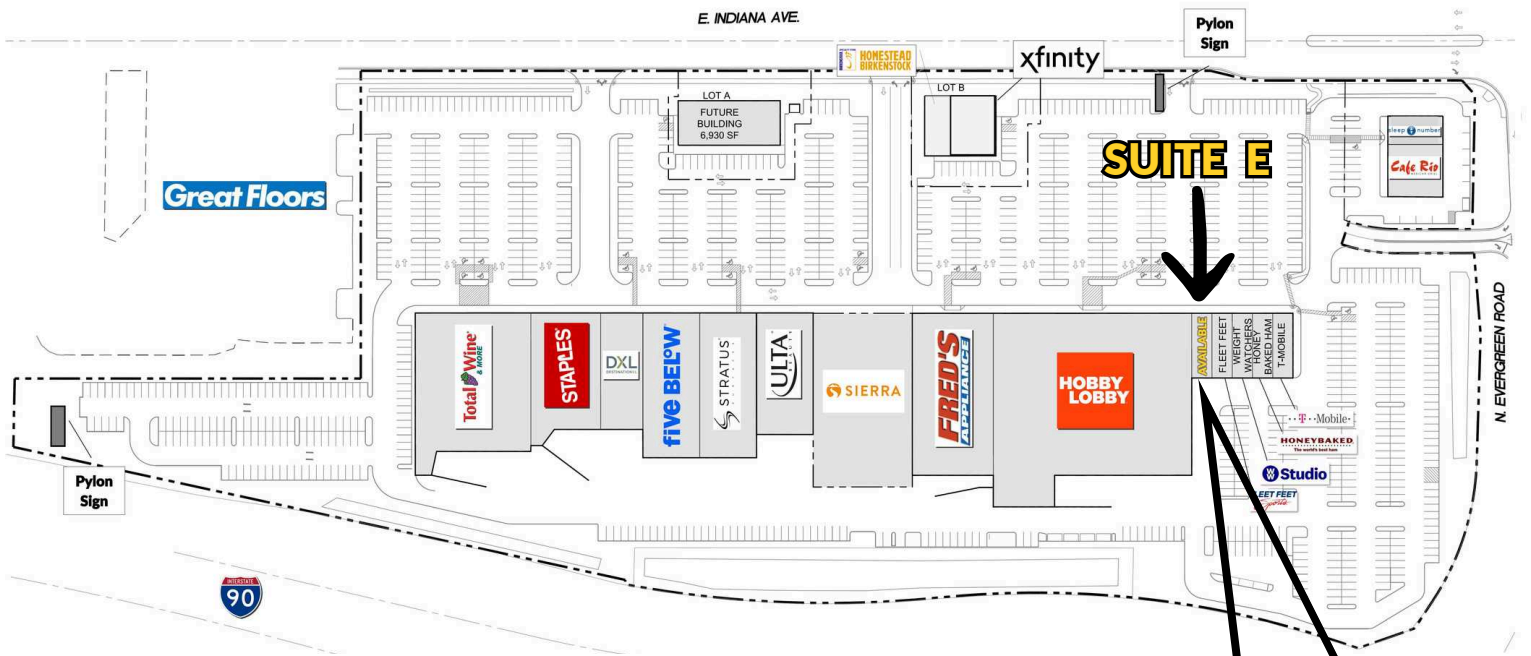 E. INDIANA AVE.
Pylon
Sign
HOMESTEAD
BIRKENSTOCK
xfinity
LOT A
FUTURE
BUILDING
6,930 SF
LOT B
sleep number
Cafe Rio
SUITE E
Great Floors
N. EVERGREEN ROAD
Total Wine
& MORE
STAPLES
DXL
five BELOW
STRATUS
ULTA
SIERRA
FRED'S
APPLIANCE
HOBBY
LOBBY
AVAILABLE
FLEET FEET
WEIGHT
WATCHERS
HONEY
BAKED HAM
T-MOBILE
T-Mobile
HONEYBAKED
The world's best ham
W Studio
FLEET FEET
Sports
Pylon
Sign
INTERSTATE
90